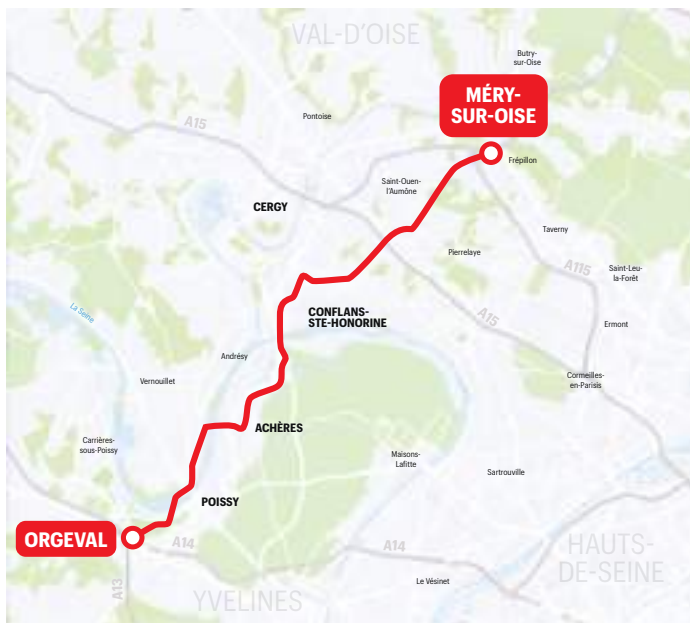 VAL-D'OISE
Butry-
sur-Oise
MÉRY-
SUR-OISE
A15
Pontoise
Frépillon
Saint-Ouen-
l'Aumône
CERGY
Taverny
Pierrelaye
A115
Saint-Leu-
la-Forêt
La Seine
CONFLANS-
STE-HONORINE
A15
Ermont
Andrésy
Vernouillet
Cormeilles-
en-Parisis
ACHÈRES
Carrières-
sous-Poissy
Maisons-
Lafitte
Sartrouville
POISSY
ORGEVAL
A14
A14
HAUTS-
DE-SEINE
A13
Le Vésinet
YVELINES